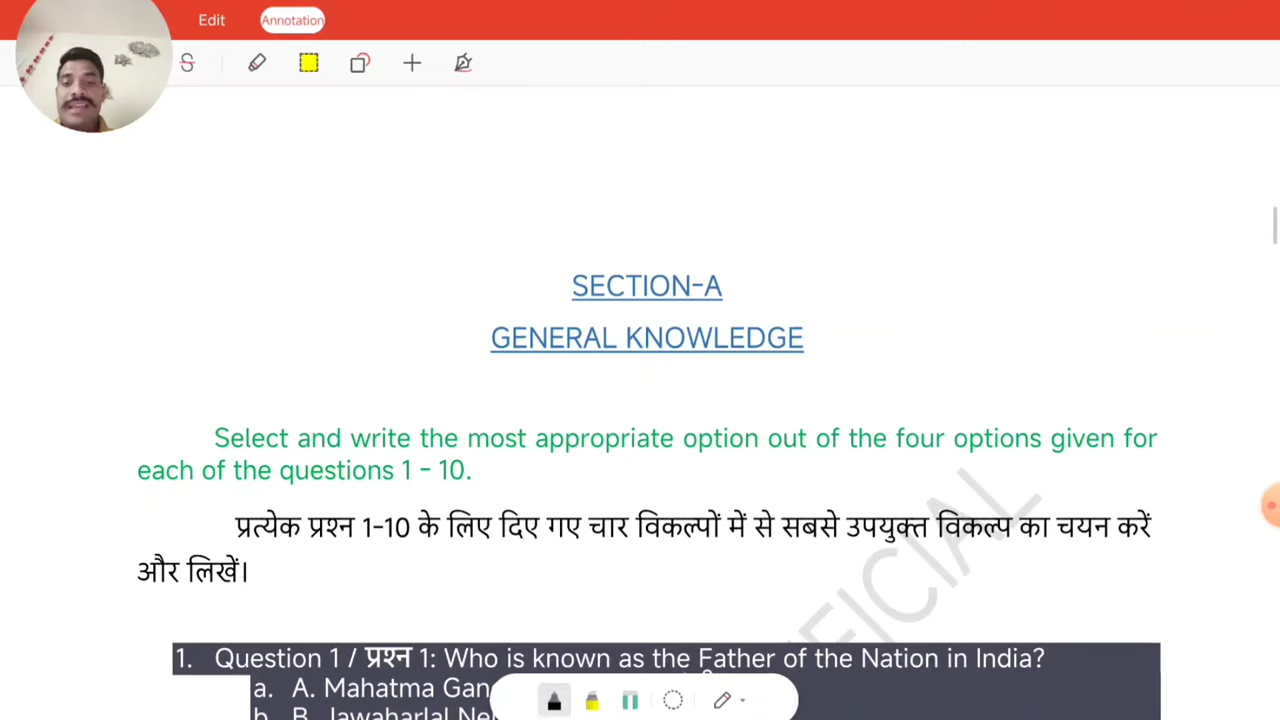 Edit Annotation
SECTION-A
GENERAL KNOWLEDGE
Select and write the most appropriate option out of the four options given for
each of the questions 1 - 10.
प्रत्येक प्रश्न 1-10 के लिए दिए गए चार विकल्पों में से सबसे उपयुक्त विकल्प का चयन करें
और लिखें।
1. Question 1 / प्रश्न 1: Who is known as the Father of the Nation in India?
a. A. Mahatma Gan
b. B. Jawaharlal Ne